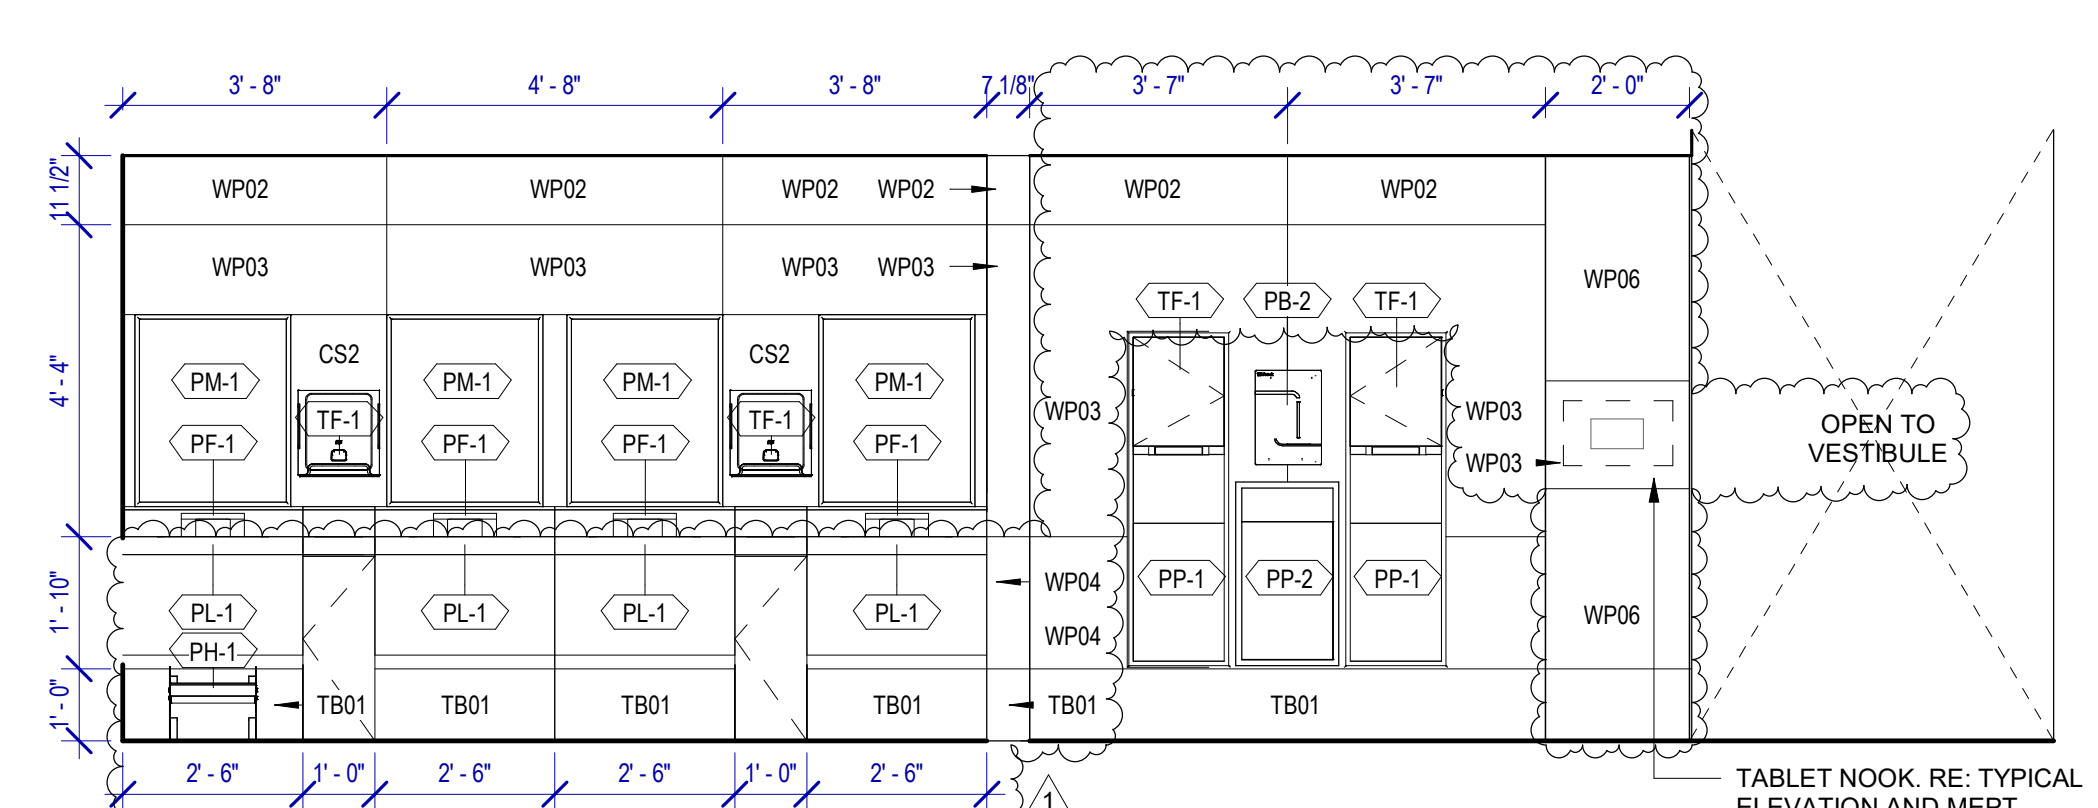 3' - 8" 4' - 8" 3' - 8" 7 1/8" 3' - 7" 3' - 7" 2' - 0"
11 1/2"
WP02 WP02 WP02 WP02 WP02 WP02
WP03 WP03 WP03 WP03 WP06
TF-1 PB-2 TF-1
4' - 4"
CS2 CS2
PM-1 PM-1 PM-1 PM-1
TF-1 TF-1 WP03 WP03
PF-1 PF-1 PF-1 PF-1
WP03
OPEN TO
VESTIBULE
1' - 10"
WP04 PP-1 PP-2 PP-1
PL-1 PL-1 PL-1 PL-1 WP06
PH-1 WP04
1' - 0"
TB01 TB01 TB01 TB01 TB01 TB01
2' - 6" 1' - 0" 2' - 6" 2' - 6" 1' - 0" 2' - 6"
1
TABLET NOOK. RE: TYPICAL
ELEVATION AND MEPT